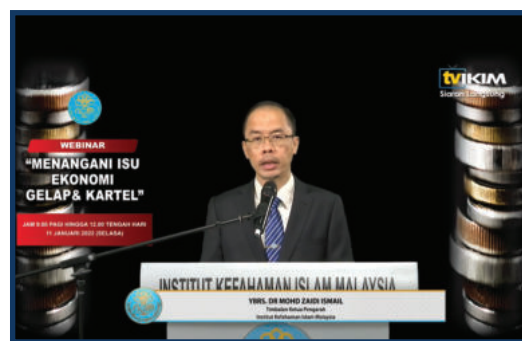 tvIKIM
Siaran Langsung
WEBINAR
"MENANGANI ISU
EKONOMI
GELAP& KARTEL"
JAM 9.00 PAGI HINGGA 12.00 TENGAH HARI
11 JANUARI 2022 (SELASA)
INSTITUT KEFAHAMAN ISLAM MALAYSIA
YBRS. DR MOHD ZAIDI ISMAIL
Timbalan Ketua Pengarah
Institut Kefahaman Islam Malaysia